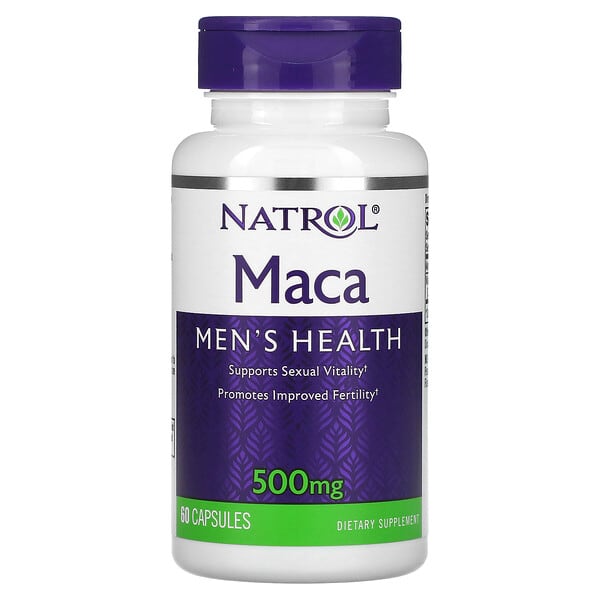 NATROL®
Maca
MEN'S HEALTH
Supports Sexual Vitality†
Promotes Improved Fertility†
500mg
60 CAPSULES
DIETARY SUPPLEMENT